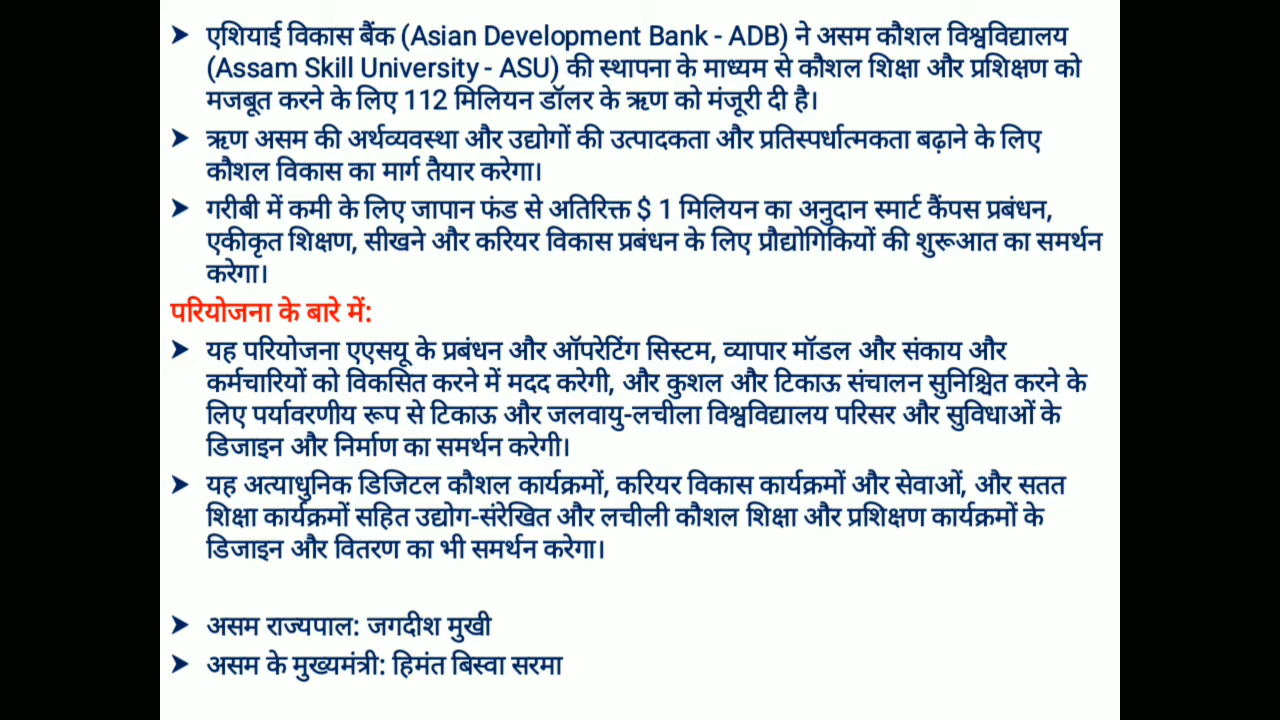 ➤ एशियाई विकास बैंक (Asian Development Bank - ADB) ने असम कौशल विश्वविद्यालय
(Assam Skill University - ASU) की स्थापना के माध्यम से कौशल शिक्षा और प्रशिक्षण को
मजबूत करने के लिए 112 मिलियन डॉलर के ऋण को मंजूरी दी है।
➤ ऋण असम की अर्थव्यवस्था और उद्योगों की उत्पादकता और प्रतिस्पर्धात्मकता बढ़ाने के लिए
कौशल विकास का मार्ग तैयार करेगा।
➤ गरीबी में कमी के लिए जापान फंड से अतिरिक्त $ 1 मिलियन का अनुदान स्मार्ट कैंपस प्रबंधन,
एकीकृत शिक्षण, सीखने और करियर विकास प्रबंधन के लिए प्रौद्योगिकियों की शुरूआत का समर्थन
करेगा।
परियोजना के बारे में:
➤ यह परियोजना एएसयू के प्रबंधन और ऑपरेटिंग सिस्टम, व्यापार मॉडल और संकाय और
कर्मचारियों को विकसित करने में मदद करेगी, और कुशल और टिकाऊ संचालन सुनिश्चित करने के
लिए पर्यावरणीय रूप से टिकाऊ और जलवायु-लचीला विश्वविद्यालय परिसर और सुविधाओं के
डिजाइन और निर्माण का समर्थन करेगी।
➤ यह अत्याधुनिक डिजिटल कौशल कार्यक्रमों, करियर विकास कार्यक्रमों और सेवाओं, और सतत
शिक्षा कार्यक्रमों सहित उद्योग-संरेखित और लचीली कौशल शिक्षा और प्रशिक्षण कार्यक्रमों के
डिजाइन और वितरण का भी समर्थन करेगा।
➤ असम राज्यपाल: जगदीश मुखी
➤ असम के मुख्यमंत्री: हिमंत बिस्वा सरमा